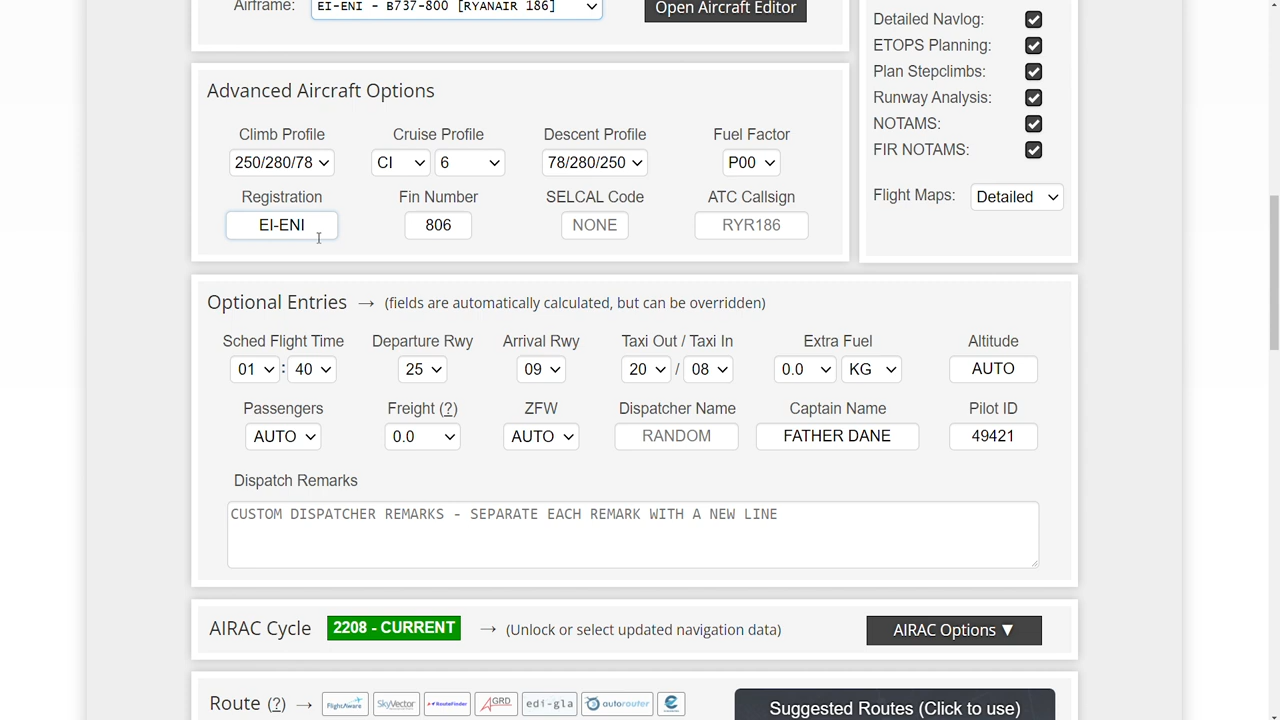 Airframe: EI-ENI - B737-800 [RYANAIR 186] Open Aircraft Editor
Advanced Aircraft Options
Climb Profile Cruise Profile Descent Profile Fuel Factor
250/280/78 CI 6 78/280/250 P00
Registration Fin Number SELCAL Code ATC Callsign
EI-ENI 806 NONE RYR186
Detailed Navlog:
ETOPS Planning:
Plan Stepclimbs:
Runway Analysis:
NOTAMS:
FIR NOTAMS:
Flight Maps: Detailed
Optional Entries → (fields are automatically calculated, but can be overridden)
Sched Flight Time Departure Rwy Arrival Rwy Taxi Out / Taxi In Extra Fuel Altitude
01 : 40 25 09 20 / 08 0.0 KG AUTO
Passengers Freight (?) ZFW Dispatcher Name Captain Name Pilot ID
AUTO 0.0 AUTO RANDOM FATHER DANE 49421
Dispatch Remarks
CUSTOM DISPATCHER REMARKS - SEPARATE EACH REMARK WITH A NEW LINE
AIRAC Cycle 2208 - CURRENT → (Unlock or select updated navigation data) AIRAC Options ▼
Route (?) → FlightAware SkyVector RouteFinder AGRD edi-gla autorouter Suggested Routes (Click to use)